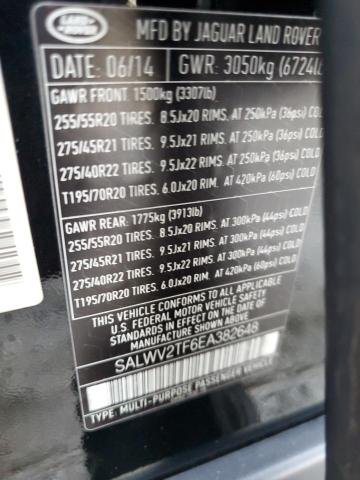 LAND ROVER
MFD BY JAGUAR LAND ROVER
DATE: 06/14 GWR: 3050kg (6724lb
GAWR FRONT 1500kg (3307lb)
255/55R20 TIRES. 8.5Jx20 RIMS. AT 250kPa (36psi) COLD
275/45R21 TIRES. 9.5Jx21 RIMS. AT 250kPa (36psi) COLD
275/40R22 TIRES. 9.5Jx22 RIMS. AT 250kPa (36psi) COLD
T195/70R20 TIRES. 6.0Jx20 RIM. AT 420kPa (60psi) COLD
GAWR REAR: 1775kg (3913lb)
255/55R20 TIRES. 8.5Jx20 RIMS. AT 300kPa (44psi) COLD
275/45R21 TIRES. 9.5Jx21 RIMS. AT 300kPa (44psi) COLD
275/40R22 TIRES. 9.5Jx22 RIMS. AT 300kPa (44psi) COLD
T195/70R20 TIRES. 6.0Jx20 RIM. AT 420kPa (60psi) COLD
THIS VEHICLE CONFORMS TO ALL APPLICABLE
U.S. FEDERAL MOTOR VEHICLE SAFETY
STANDARDS IN EFFECT ON THE DATE OF
MANUFACTURE SHOWN ABOVE.
SALWV2TF6EA382648
TYPE: MULTI-PURPOSE PASSENGER VEHICLE